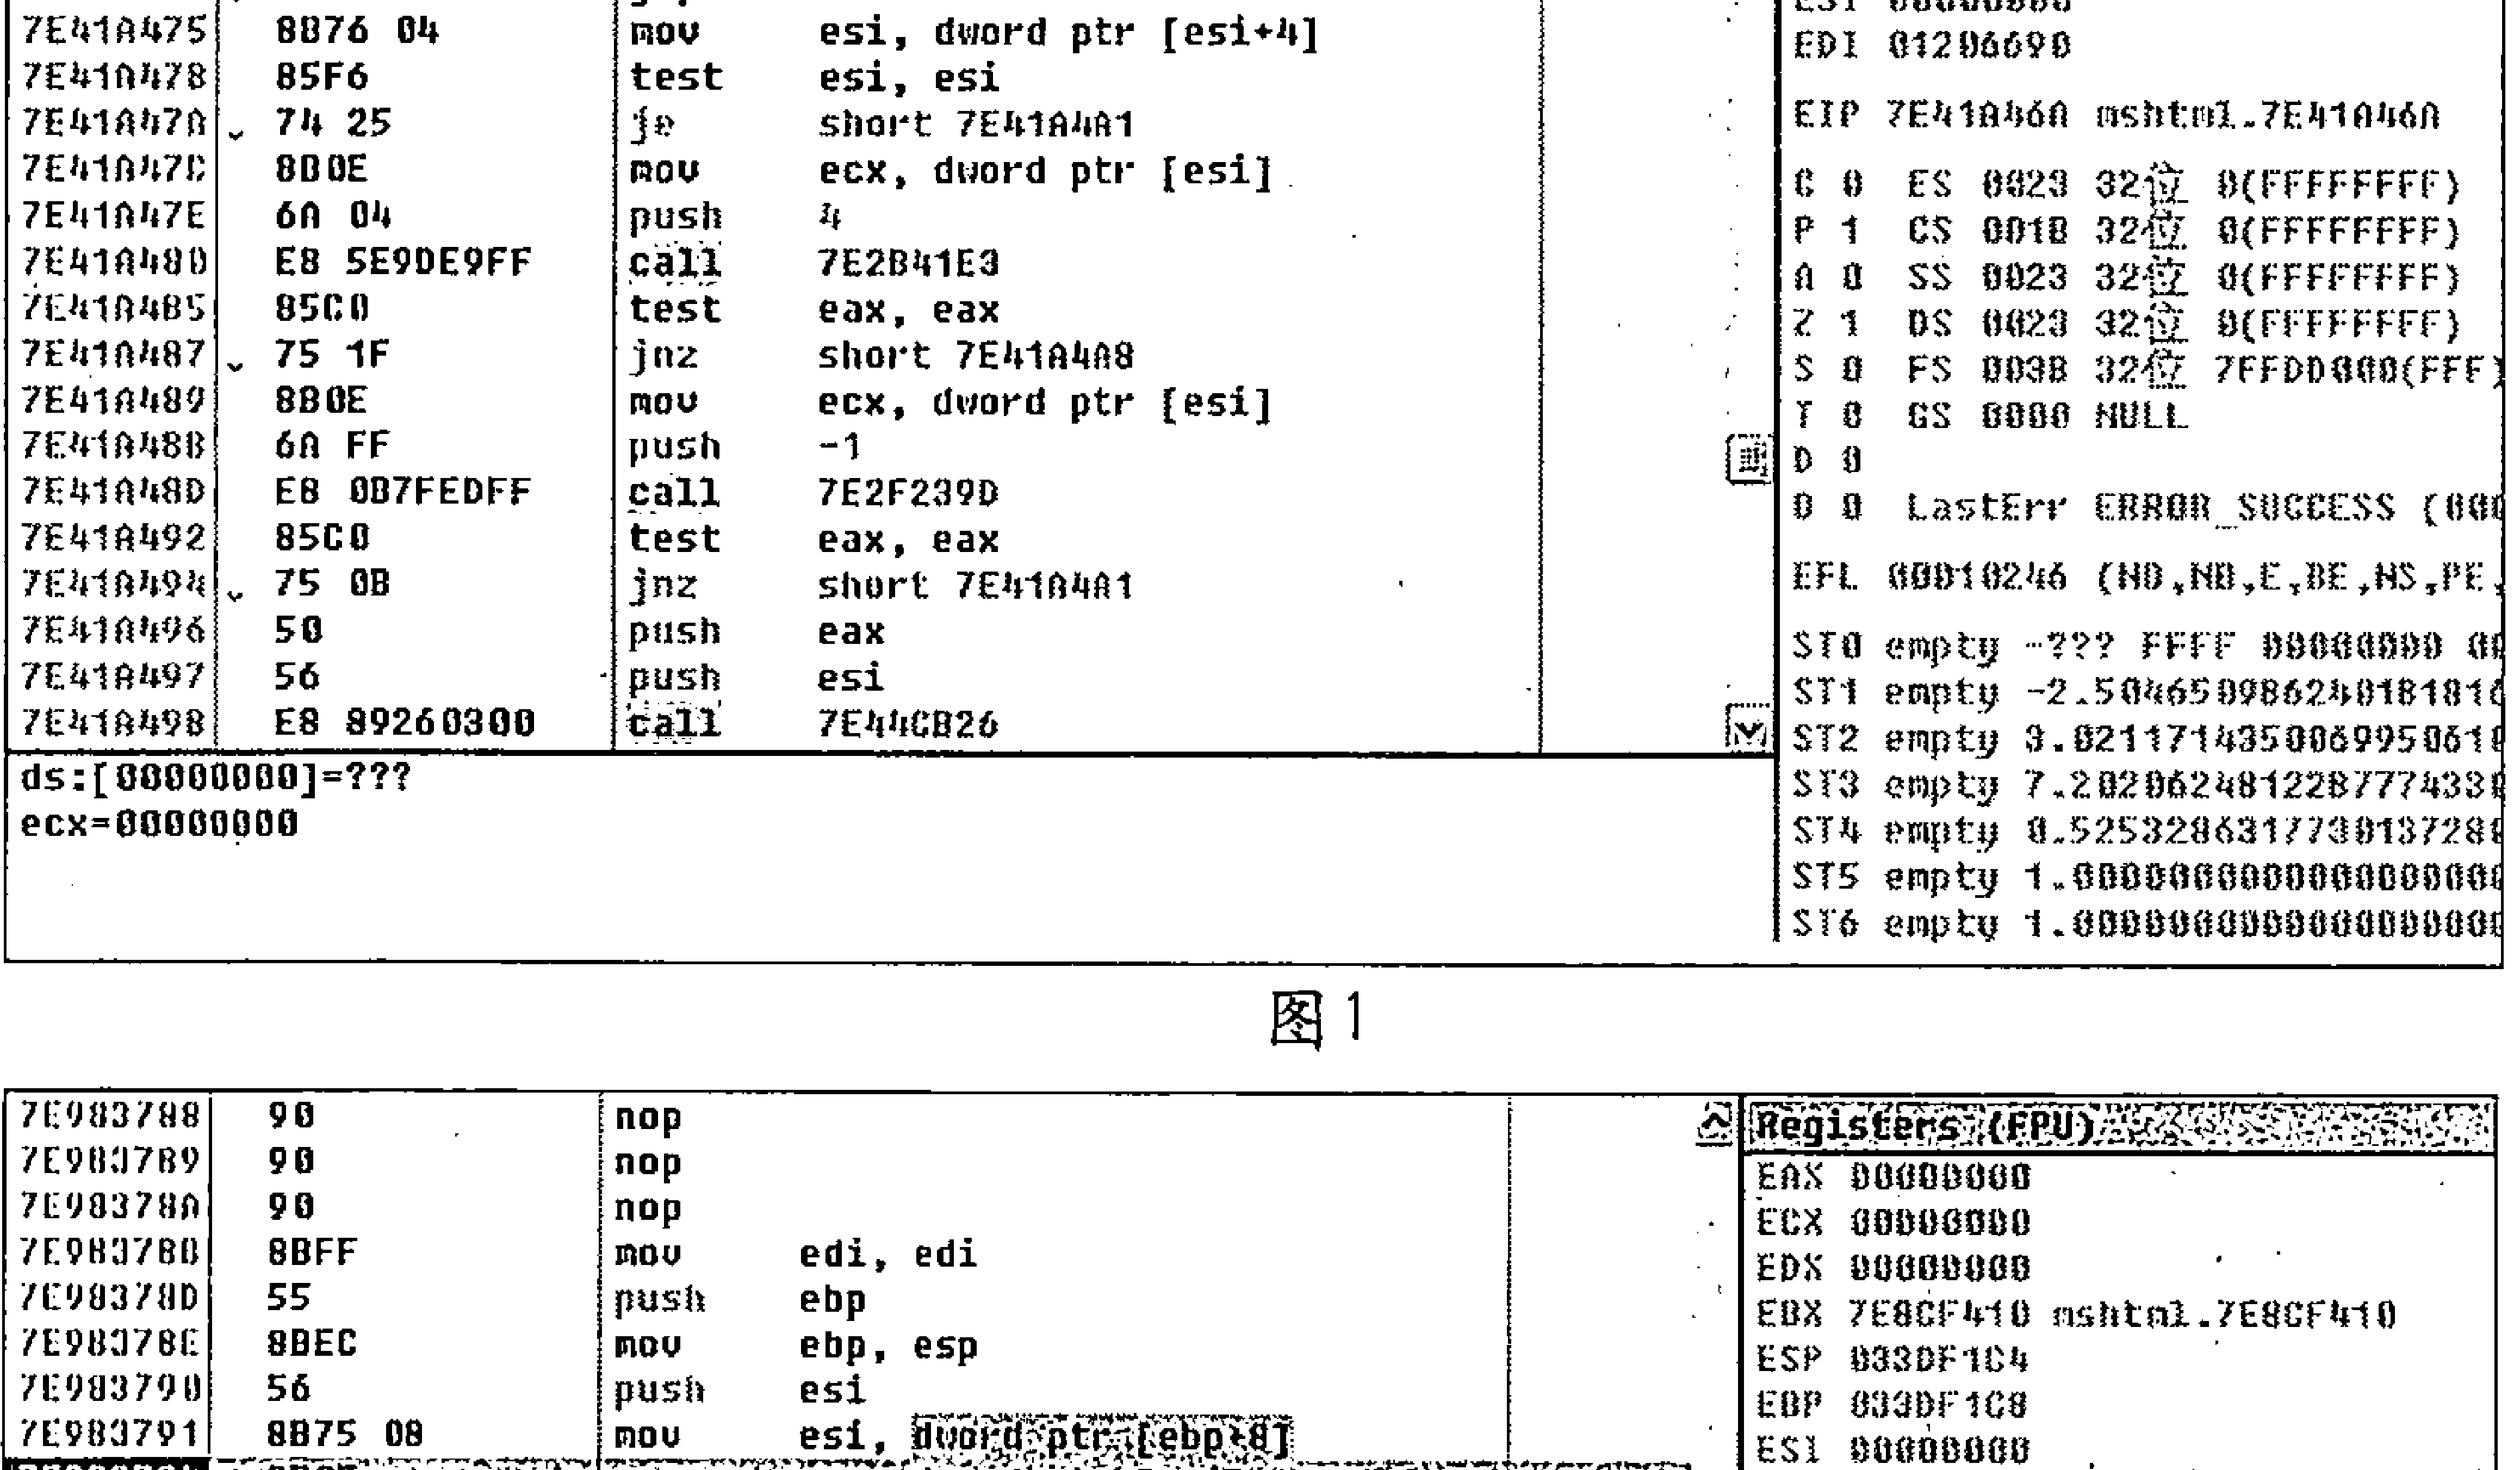 7E41A475 8B76 04 mov esi, dword ptr [esi+4]
7E41A478 85F6 test esi, esi
7E41A47A 74 25 je short 7E41A4A1
7E41A47C 8B0E mov ecx, dword ptr [esi]
7E41A47E 6A 04 push 4
7E41A480 E8 5E9DE9FF call 7E2B41E3
7E41A485 85C0 test eax, eax
7E41A487 75 1F jnz short 7E41A4A8
7E41A489 8B0E mov ecx, dword ptr [esi]
7E41A48B 6A FF push -1
7E41A48D E8 0B7FEDFF call 7E2F239D
7E41A492 85C0 test eax, eax
7E41A494 75 0B jnz short 7E41A4A1
7E41A496 50 push eax
7E41A497 56 push esi
7E41A498 E8 89260300 call 7E44CB26
ds:[00000000]=???
ecx=00000000
ESI 00000000
EDI 01206690
EIP 7E41A46A mshtml.7E41A46A
C 0 ES 0023 32位 0(FFFFFFFF)
P 1 CS 001B 32位 0(FFFFFFFF)
A 0 SS 0023 32位 0(FFFFFFFF)
Z 1 DS 0023 32位 0(FFFFFFFF)
S 0 FS 003B 32位 7FFDD000(FFF)
T 0 GS 0000 NULL
D 0
O 0 LastErr ERROR_SUCCESS (000
EFL 00010246 (NO,NB,E,BE,NS,PE,
ST0 empty -??? FFFF 00000000 00
ST1 empty
ST2 empty
ST3 empty
ST4 empty
ST5 empty 1.0000000000000000000
ST6 empty 1.0000000000000000000
图1
7E983788 90 nop
7E983789 90 nop
7E98378A 90 nop
7E98378B 8BFF mov edi, edi
7E98378D 55 push ebp
7E98378E 8BEC mov ebp, esp
7E983790 56 push esi
7E983791 8B75 08 mov esi, dword ptr [ebp+8]
Registers (FPU)
EAX 00000000
ECX 00000000
EDX 00000000
EBX 7E8CF410 mshtml.7E8CF410
ESP 033DF1C4
EBP 033DF1C8
ESI 00000000